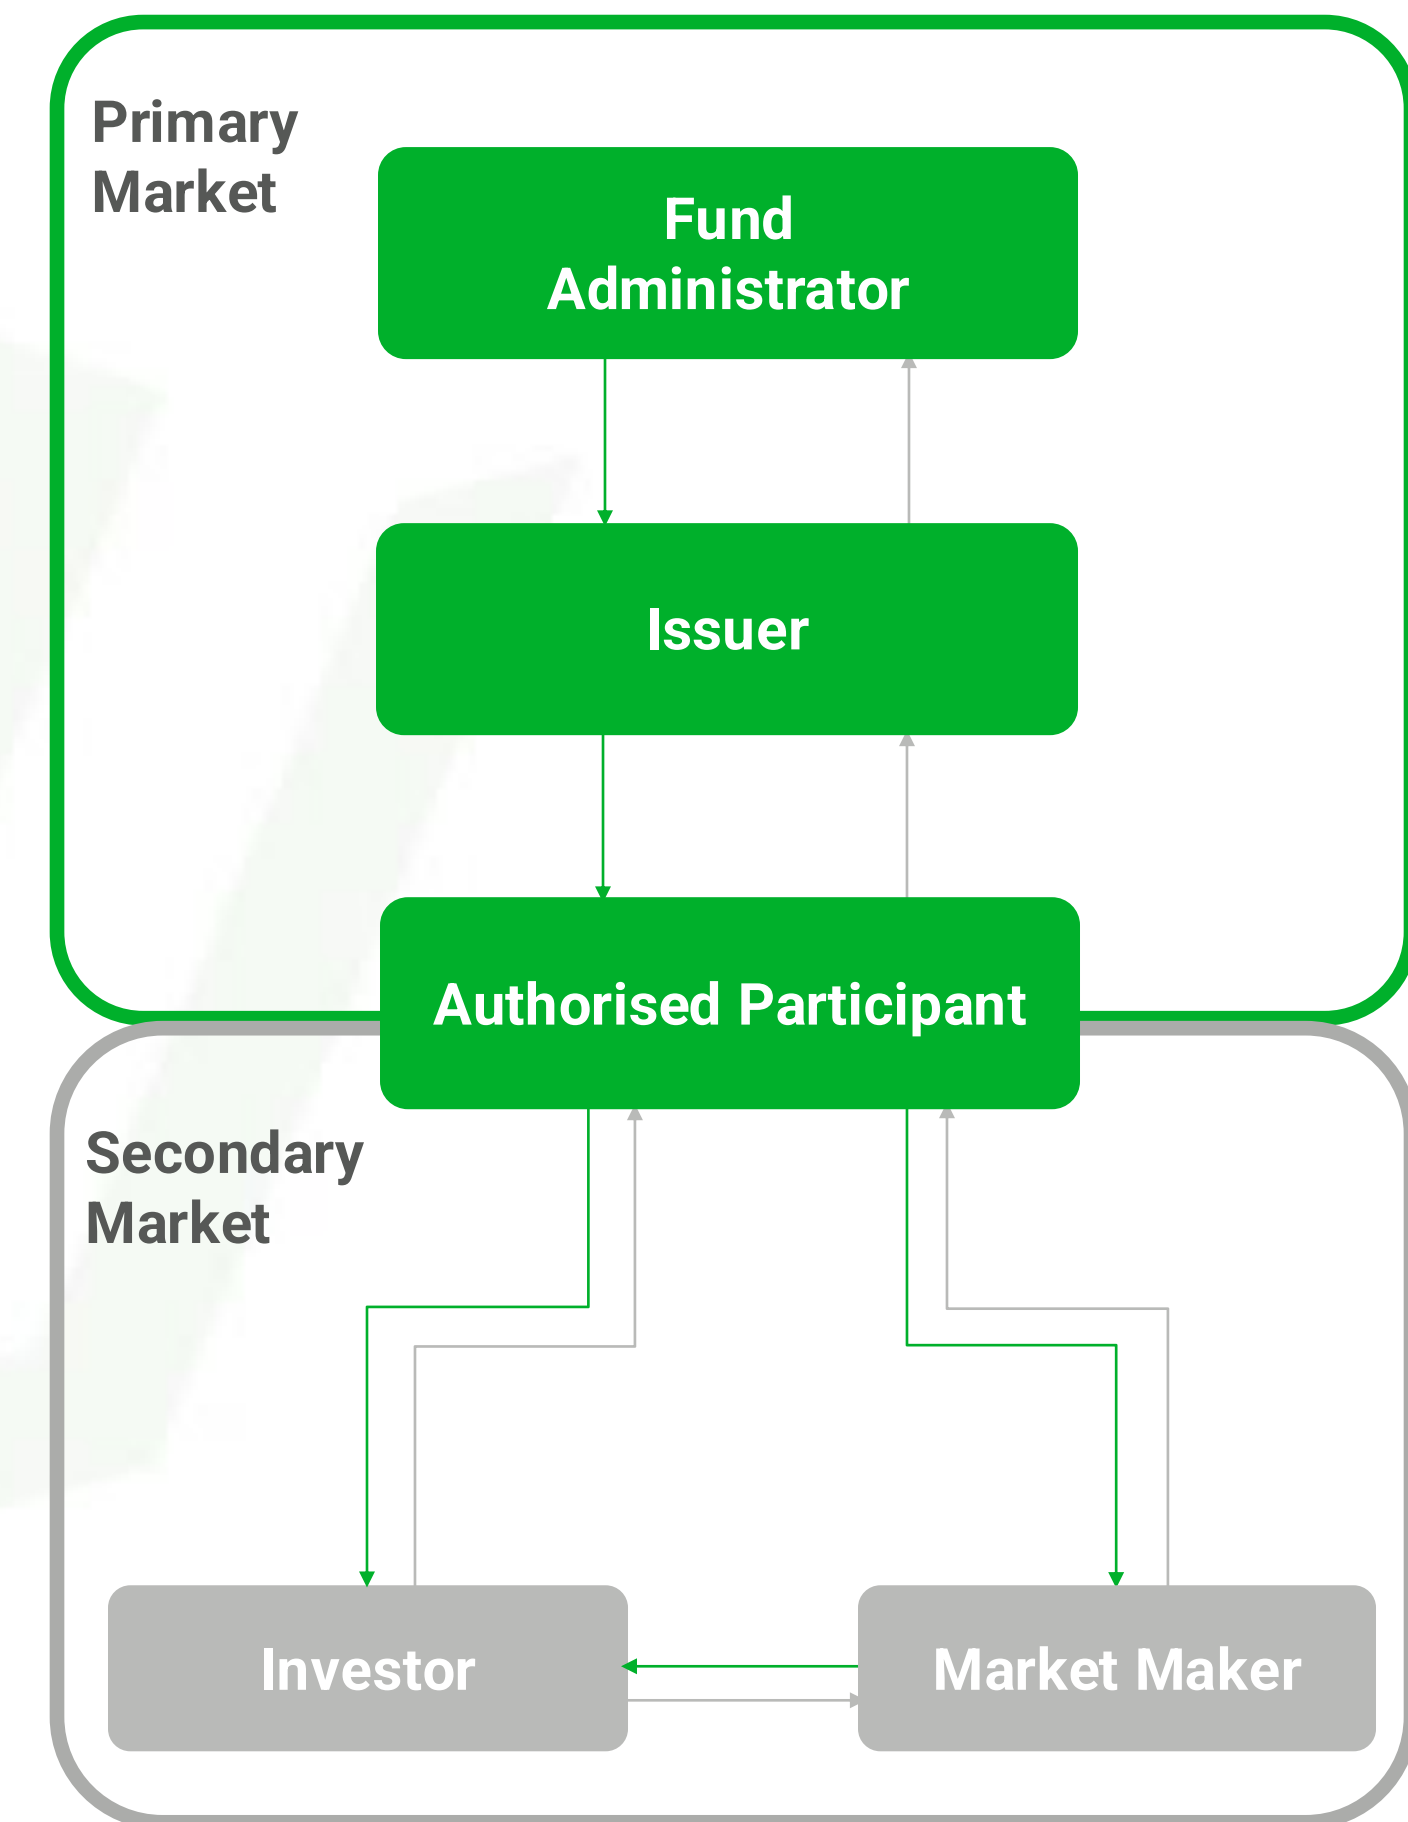 Primary
Market
Fund
Administrator
Issuer
Authorised Participant
Secondary
Market
Investor
Market Maker